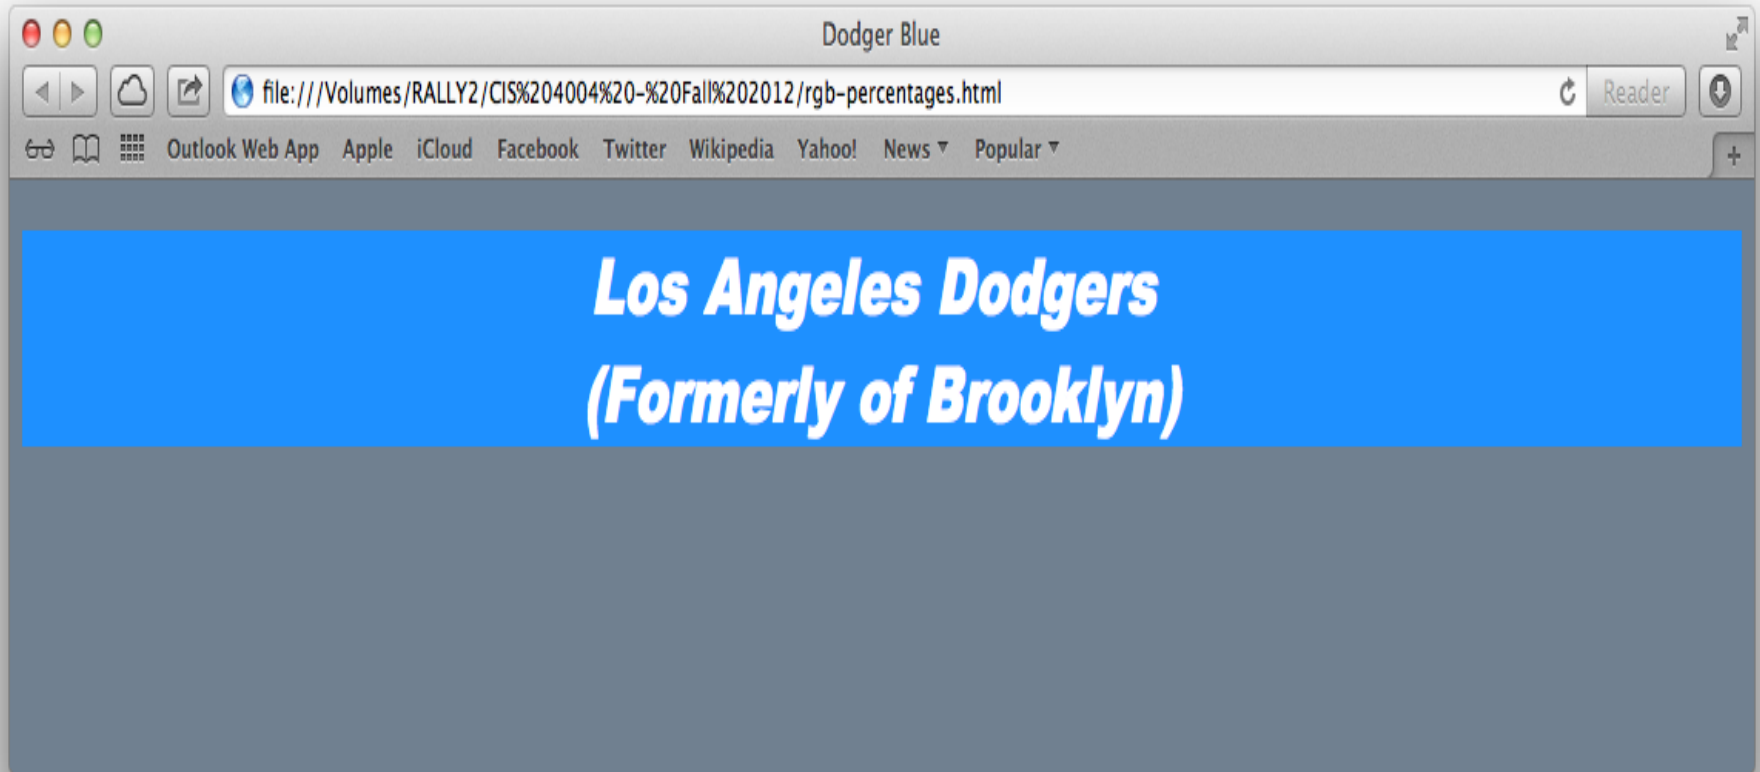 Dodger Blue
file:///Volumes/RALLY2/CIS%204004%20-%20Fall%202012/rgb-percentages.html Reader
Outlook Web App Apple iCloud Facebook Twitter Wikipedia Yahoo! News ▼ Popular ▼ +
Los Angeles Dodgers
(Formerly of Brooklyn)